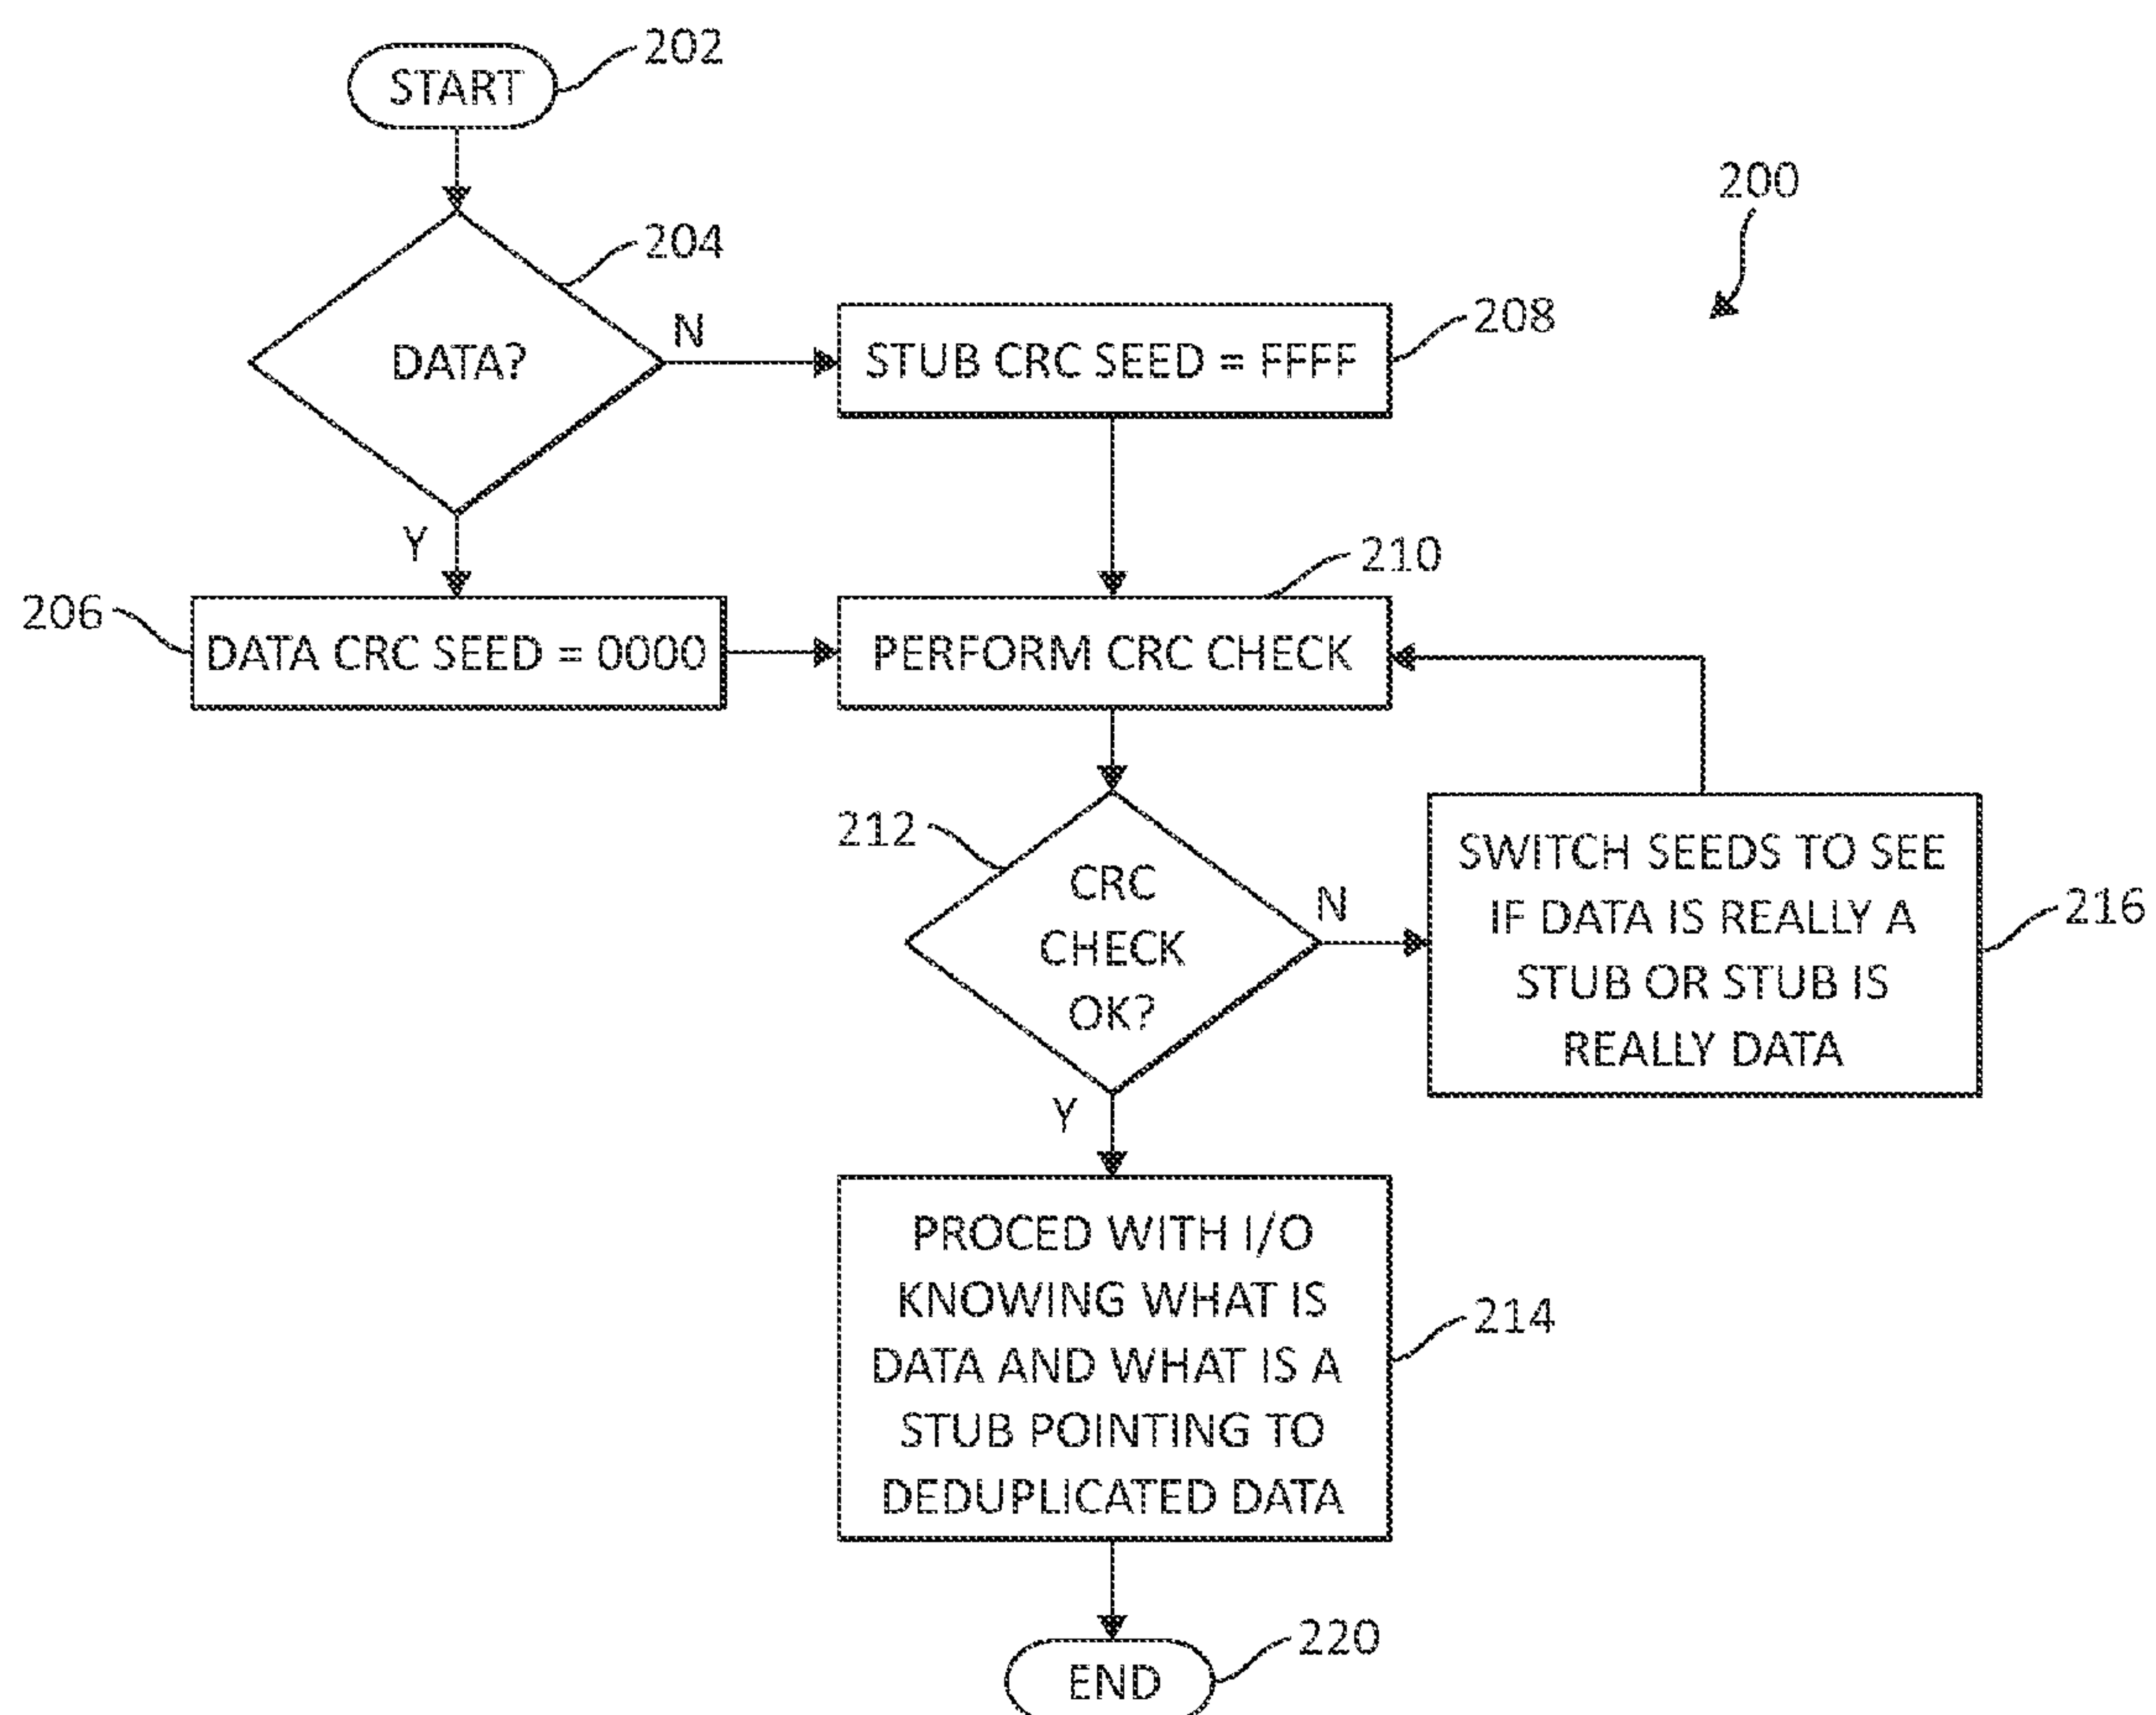 START
202
200
204
DATA?
N
STUB CRC SEED = FFFF
208
Y
206
DATA CRC SEED = 0000
210
PERFORM CRC CHECK
212
CRC
CHECK
OK?
N
SWITCH SEEDS TO SEE
IF DATA IS REALLY A
STUB OR STUB IS
REALLY DATA
216
Y
PROCED WITH I/O
KNOWING WHAT IS
DATA AND WHAT IS A
STUB POINTING TO
DEDUPLICATED DATA
214
END
220